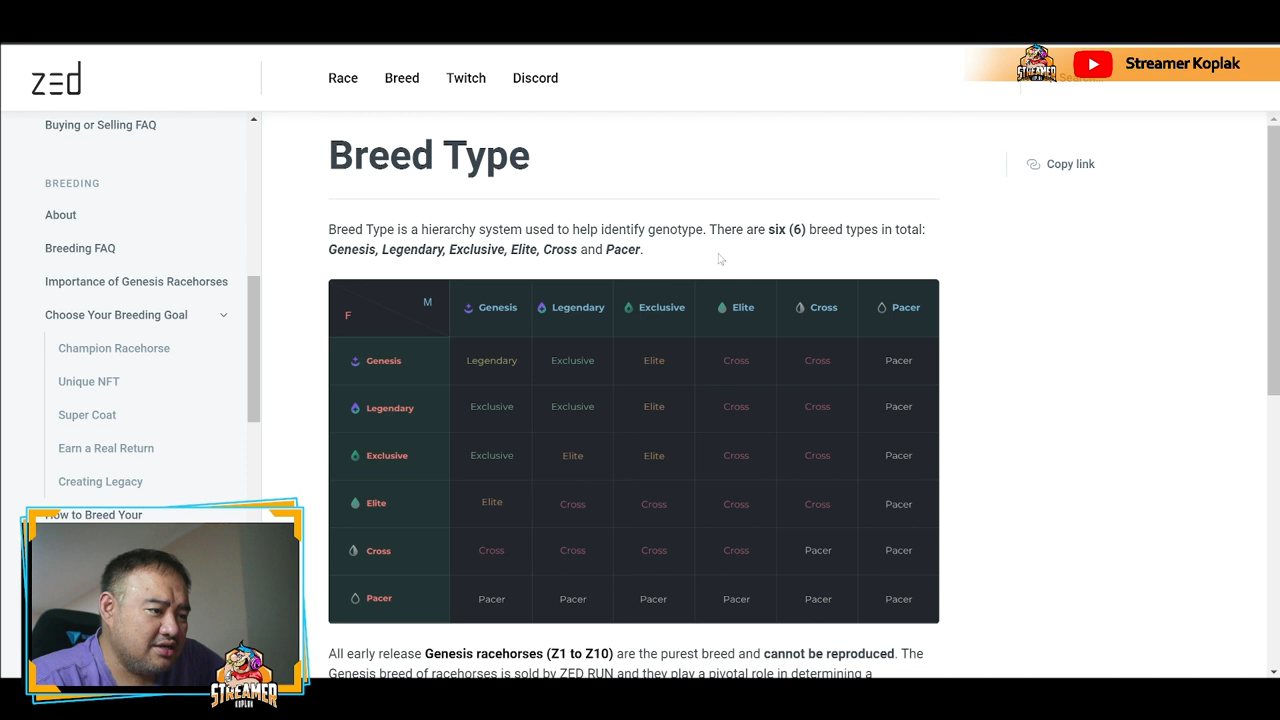 zed
Race Breed Twitch Discord
Streamer Koplak
Buying or Selling FAQ
BREEDING
About
Breeding FAQ
Importance of Genesis Racehorses
Choose Your Breeding Goal
Champion Racehorse
Unique NFT
Super Coat
Earn a Real Return
Creating Legacy
How to Breed Your
Breed Type
Copy link
Breed Type is a hierarchy system used to help identify genotype. There are six (6) breed types in total:
Genesis, Legendary, Exclusive, Elite, Cross and Pacer.
M
F
Genesis Legendary Exclusive Elite Cross Pacer
Genesis Legendary Exclusive Elite Cross Cross Pacer
Legendary Exclusive Exclusive Elite Cross Cross Pacer
Exclusive Exclusive Elite Elite Cross Cross Pacer
Elite Elite Cross Cross Cross Cross Pacer
Cross Cross Cross Cross Cross Pacer Pacer
Pacer Pacer Pacer Pacer Pacer Pacer Pacer
All early release Genesis racehorses (Z1 to Z10) are the purest breed and cannot be reproduced. The
Genesis breed of racehorses is sold by ZED RUN and they play a pivotal role in determining a
STREAMER
KOPLAK